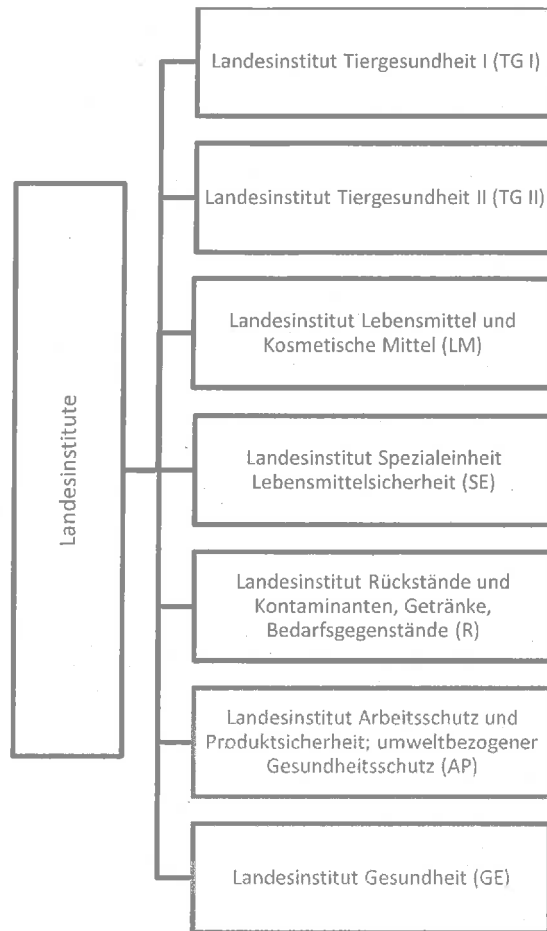 Landesinstitute
Landesinstitut Tiergesundheit I (TG I)
Landesinstitut Tiergesundheit II (TG II)
Landesinstitut Lebensmittel und
Kosmetische Mittel (LM)
Landesinstitut Spezialeinheit
Lebensmittelsicherheit (SE)
Landesinstitut Rückstände und
Kontaminanten, Getränke,
Bedarfsgegenstände (R)
Landesinstitut Arbeitsschutz und
Produktsicherheit; umweltbezogener
Gesundheitsschutz (AP)
Landesinstitut Gesundheit (GE)